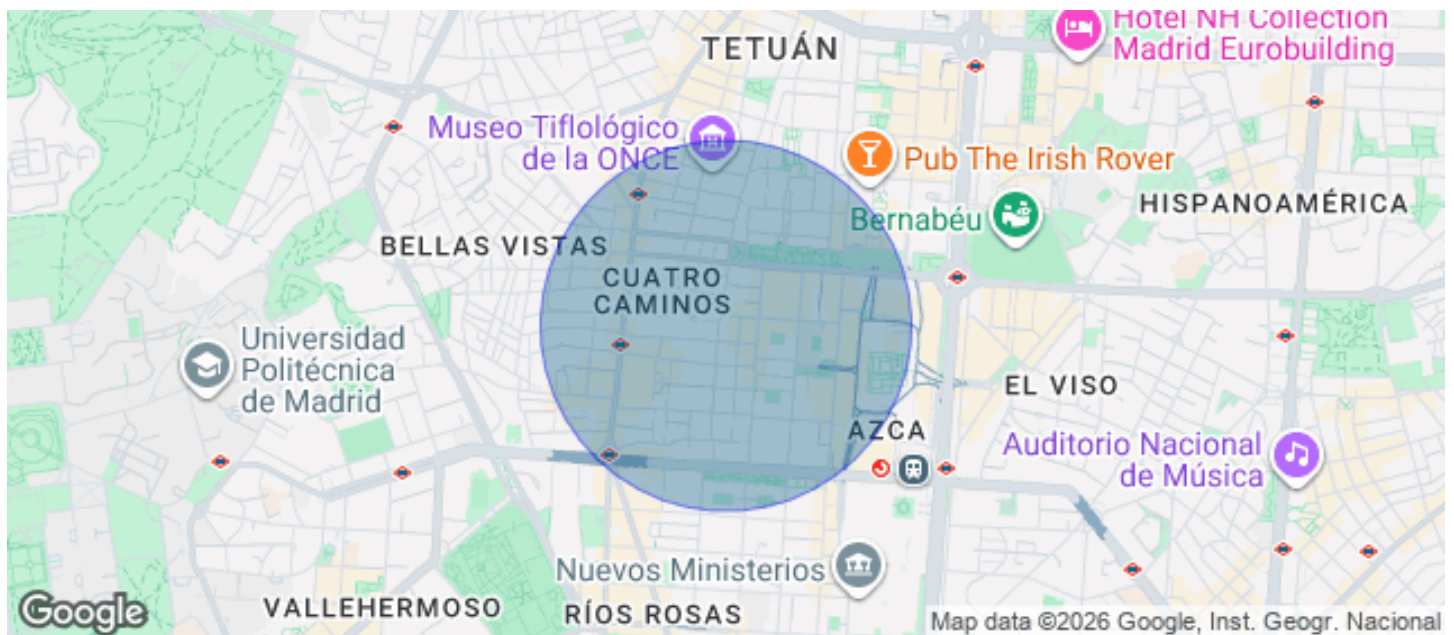 Hotel NH Collection
Madrid Eurobuilding
TETUÁN
Museo Tiflológico
de la ONCE
Pub The Irish Rover
Bernabéu
HISPANOAMÉRICA
BELLAS VISTAS
CUATRO
CAMINOS
Universidad
Politécnica
de Madrid
EL VISO
AZCA
Auditorio Nacional
de Música
Nuevos Ministerios
VALLEHERMOSO
RÍOS ROSAS
Google
Map data ©2026 Google, Inst. Geogr. Nacional